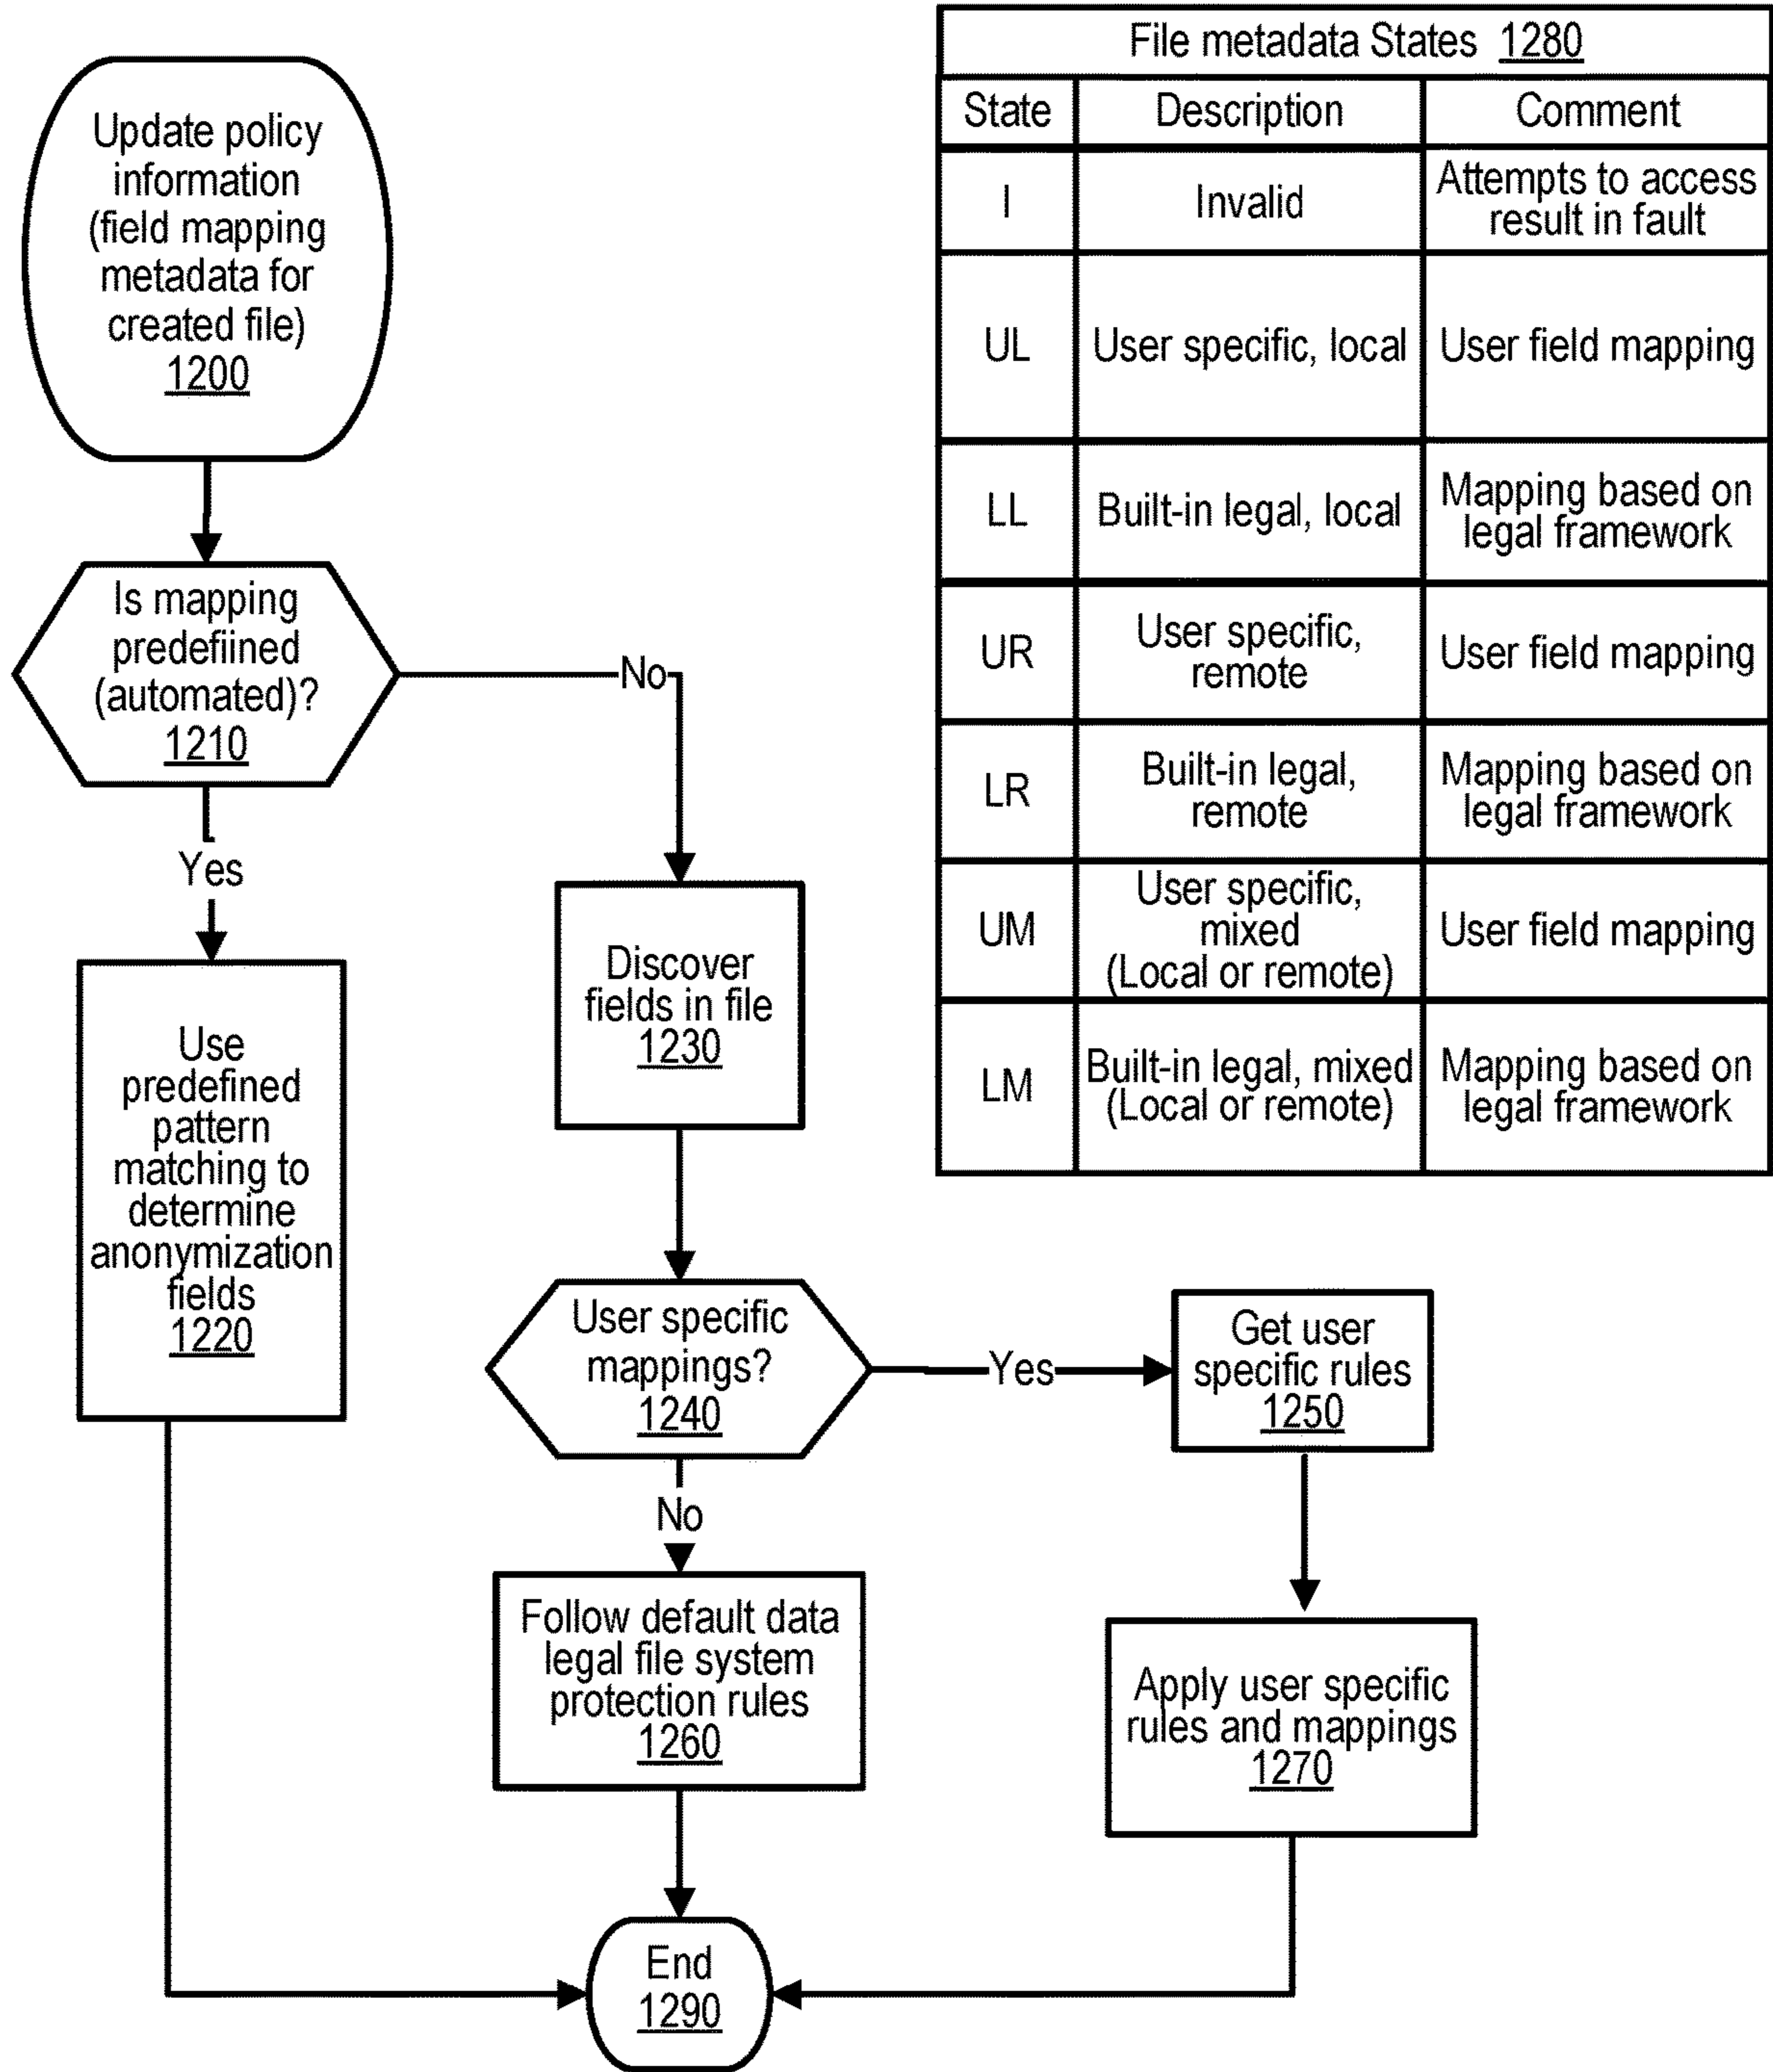 Update policy
information
(field mapping
metadata for
created file)
1200
Is mapping
predefiined
(automated)?
1210
No
Yes
Use
predefined
pattern
matching to
determine
anonymization
fields
1220
Discover
fields in file
1230
User specific
mappings?
1240
Yes
Get user
specific rules
1250
No
Follow default data
legal file system
protection rules
1260
Apply user specific
rules and mappings
1270
End
1290
File metadata States 1280
State Description Comment
I Invalid Attempts to access
result in fault
UL User specific, local User field mapping
LL Built-in legal, local Mapping based on
legal framework
UR User specific,
remote User field mapping
LR Built-in legal,
remote Mapping based on
legal framework
UM User specific,
mixed
(Local or remote) User field mapping
LM Built-in legal, mixed
(Local or remote) Mapping based on
legal framework